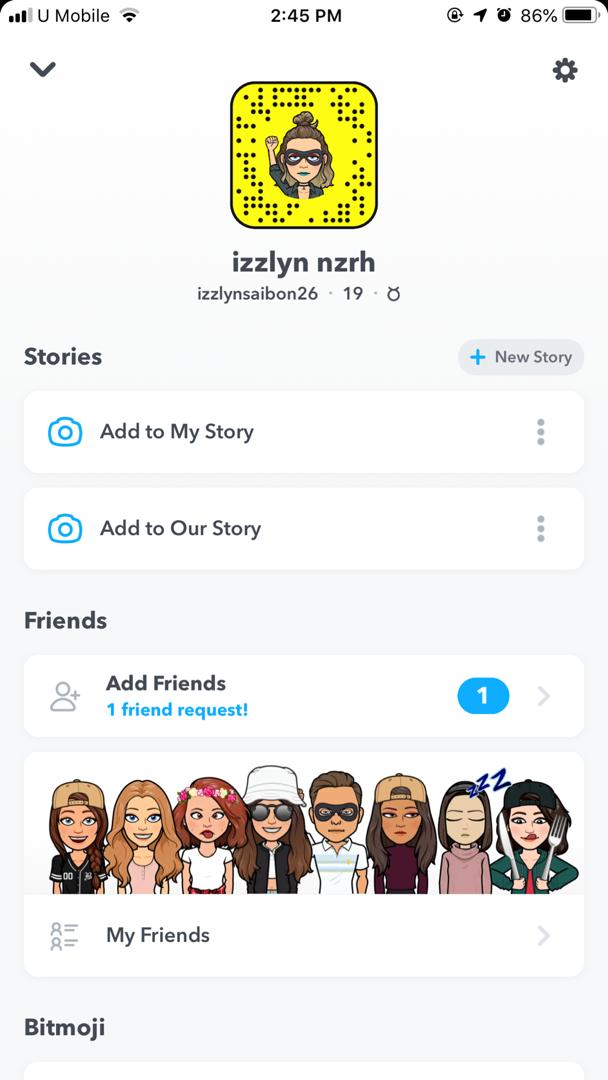 U Mobile 2:45 PM 86%
izzlyn nzrh
izzlynsaibon26 · 19 · ♉
Stories + New Story
Add to My Story
Add to Our Story
Friends
Add Friends 1
1 friend request!
zzZ
00 B
My Friends
Bitmoji